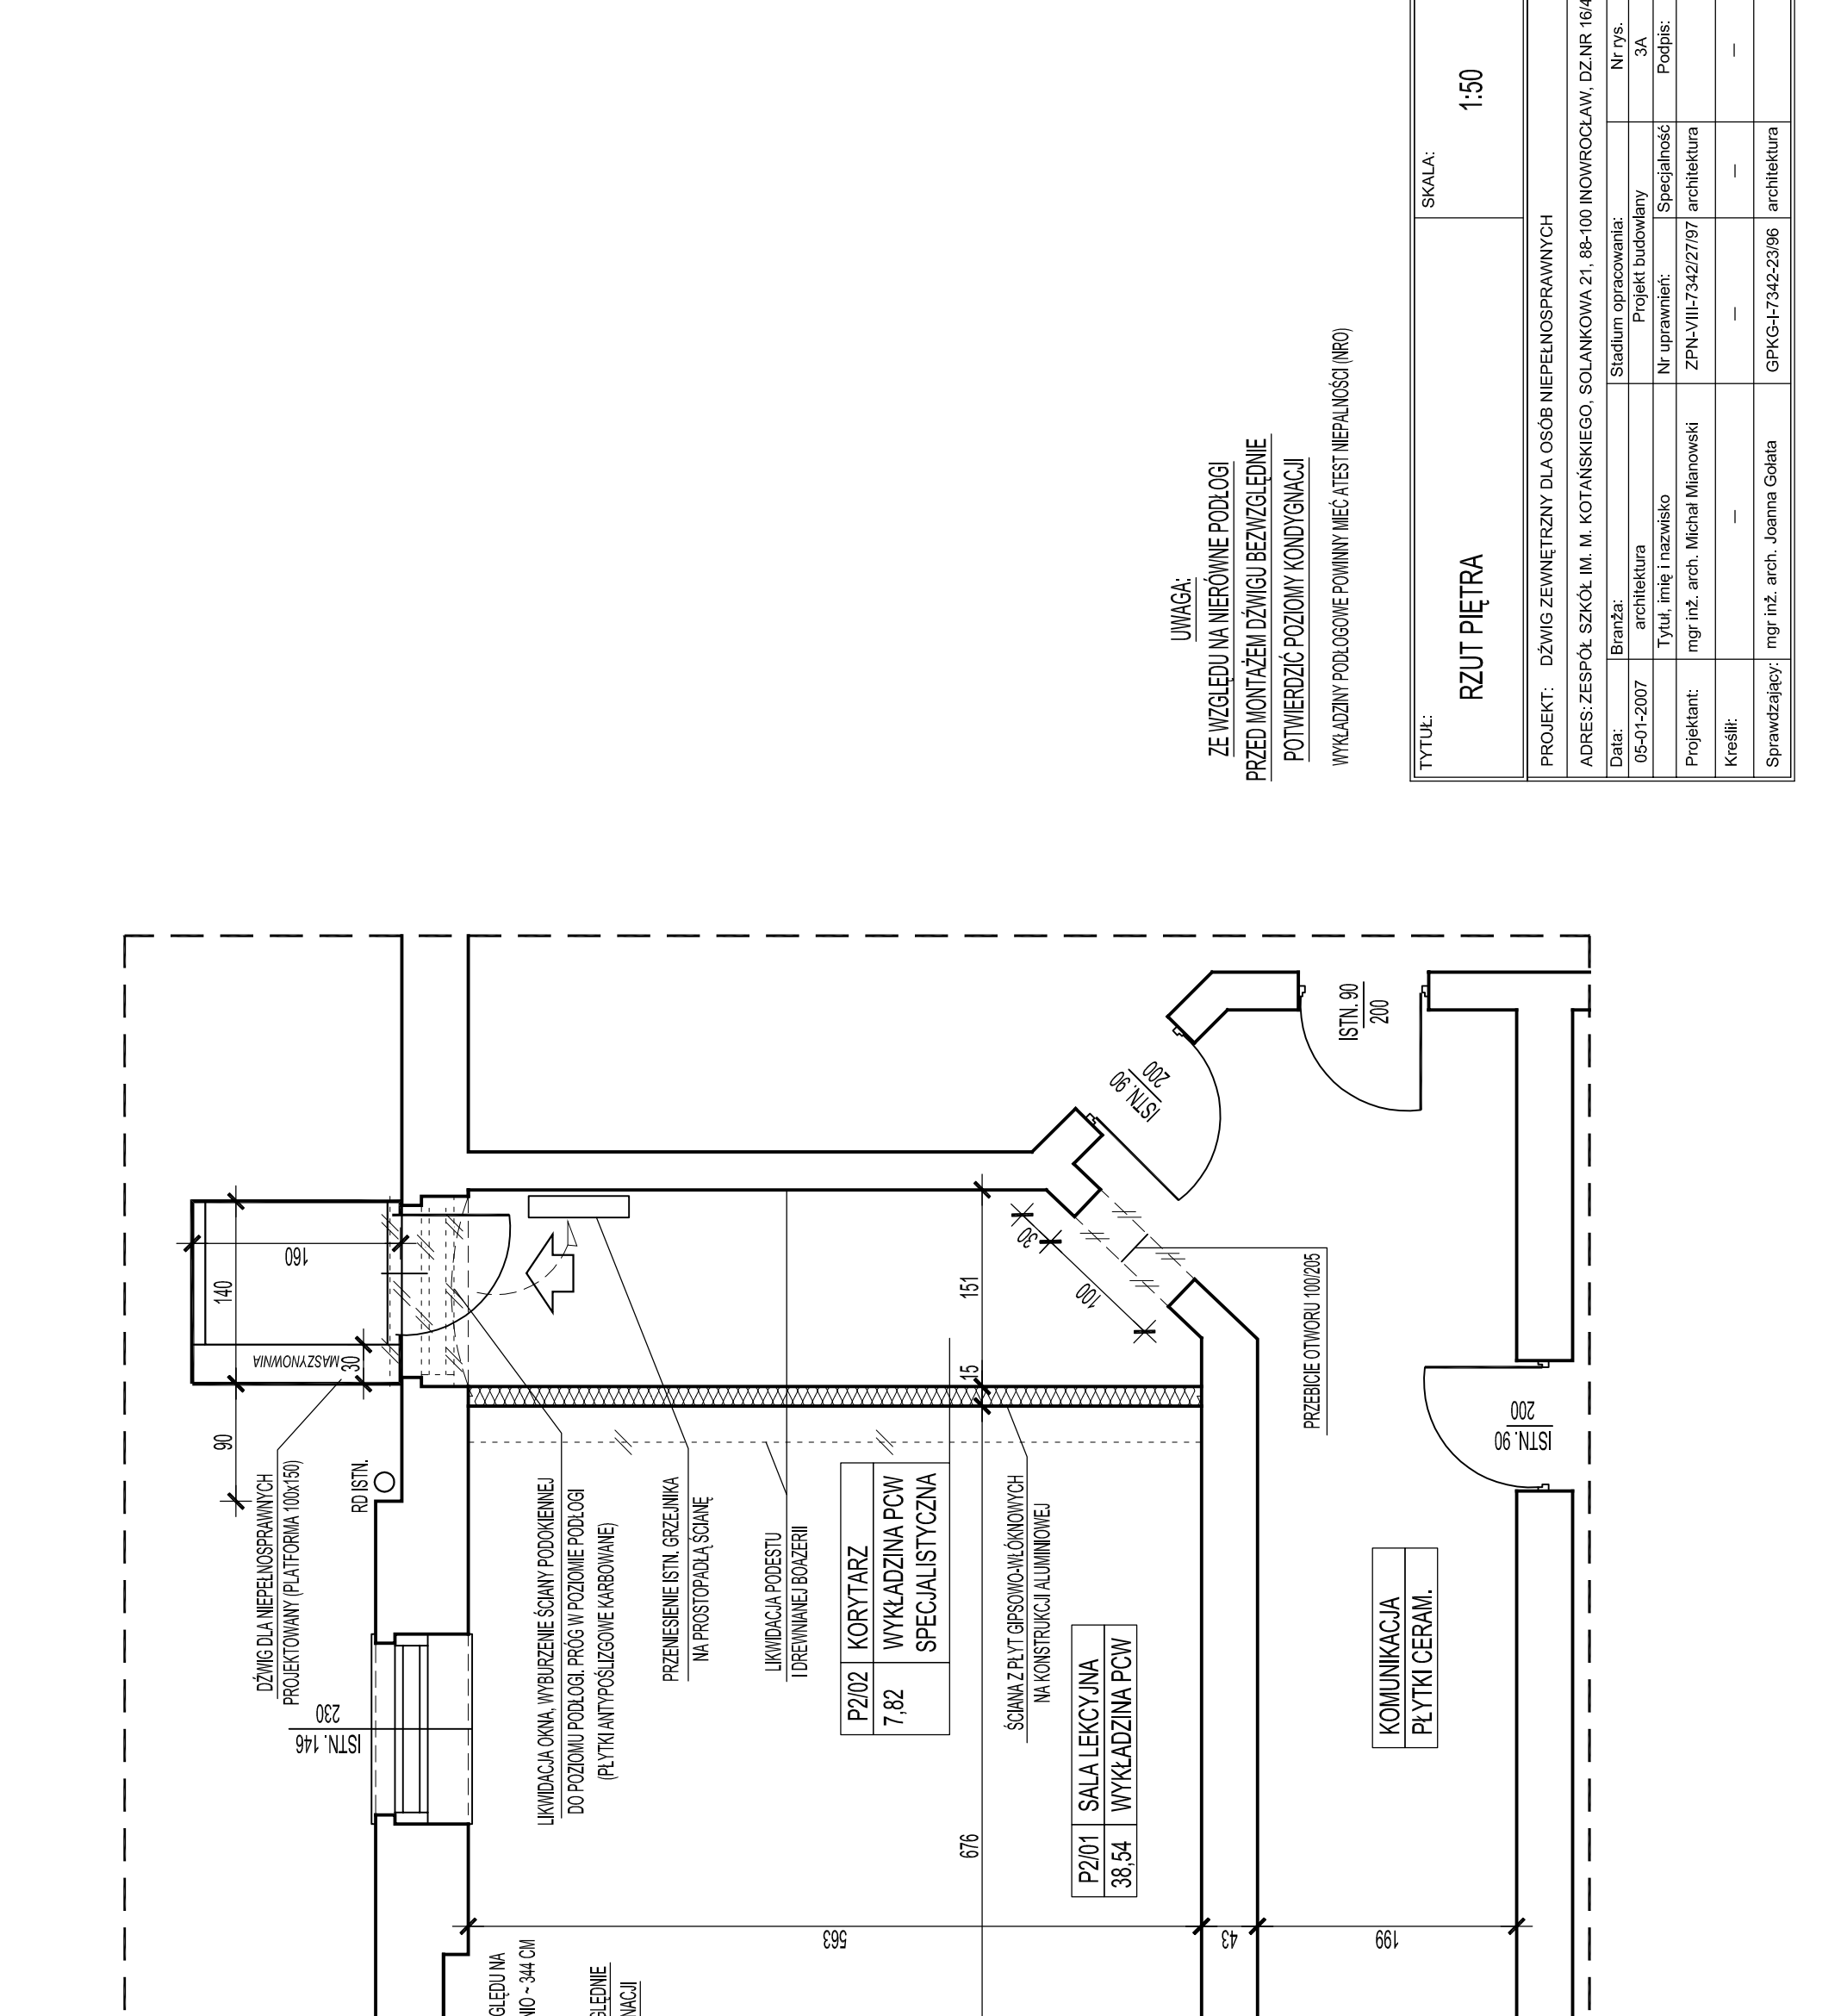 DŹWIG DLA NIEPEŁNOSPRAWNYCH
PROJEKTOWANY (PLATFORMA 100x150)
MASZYNOWNIA
160
140
30
90
RD ISTN.
ISTN. 146
230
LIKWIDACJA OKNA, WYBURZENIE ŚCIANY PODOKIENNEJ
DO POZIOMU PODŁOGI. PRÓG W POZIOMIE PODŁOGI
(PŁYTKI ANTYPOŚLIZGOWE KARBOWANE)
PRZENIESIENIE ISTN. GRZEJNIKA
NA PROSTOPADŁĄ ŚCIANĘ
LIKWIDACJA PODESTU
I DREWNIANEJ BOAZERII
P2/02 KORYTARZ
7,82 WYKŁADZINA PCW
SPECJALISTYCZNA
151
15
676
ŚCIANA Z PŁYT GIPSOWO-WŁÓKNOWYCH
NA KONSTRUKCJI ALUMINIOWEJ
P2/01 SALA LEKCYJNA
38,54 WYKŁADZINA PCW
30
100
PRZEBICIE OTWORU 100/205
ISTN. 90
200
ISTN. 90
200
ISTN. 90
200
KOMUNIKACJA
PŁYTKI CERAM.
563
43
199
GLĘDU NA
NIO ~ 344 CM
GLĘDNIE
NACJI
UWAGA:
ZE WZGLĘDU NA NIERÓWNE PODŁOGI
PRZED MONTAŻEM DŹWIGU BEZWZGLĘDNIE
POTWIERDZIĆ POZIOMY KONDYGNACJI
WYKŁADZINY PODŁOGOWE POWINNY MIEĆ ATEST NIEPALNOŚCI (NRO)
TYTUŁ: SKALA:
RZUT PIĘTRA 1:50
PROJEKT: DŹWIG ZEWNĘTRZNY DLA OSÓB NIEPEŁNOSPRAWNYCH
ADRES: ZESPÓŁ SZKÓŁ IM. M. KOTAŃSKIEGO, SOLANKOWA 21, 88-100 INOWROCŁAW, DZ.NR 16/4
Data: Branża: Stadium opracowania: Nr rys.
05-01-2007 architektura Projekt budowlany 3A
Tytuł, imię i nazwisko Nr uprawnień: Specjalność Podpis:
Projektant: mgr inż. arch. Michał Mianowski ZPN-VIII-7342/27/97 architektura
Kreślił: — — — —
Sprawdzający: mgr inż. arch. Joanna Gołata GPKG-I-7342-23/96 architektura